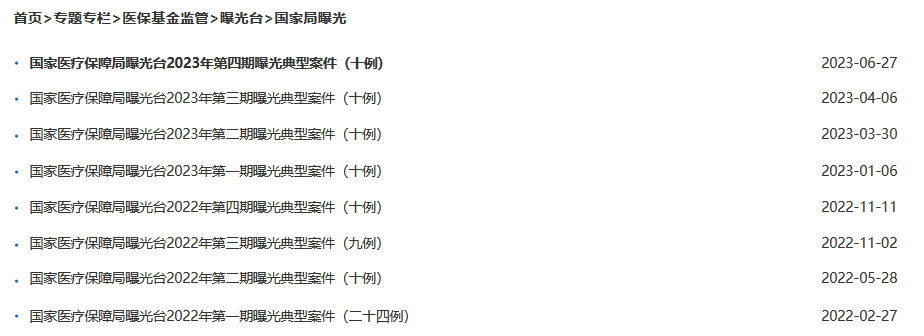 首页>专题专栏>医保基金监管>曝光台>国家局曝光
国家医疗保障局曝光台2023年第四期曝光典型案件（十例） 2023-06-27
国家医疗保障局曝光台2023年第三期曝光典型案件（十例） 2023-04-06
国家医疗保障局曝光台2023年第二期曝光典型案件（十例） 2023-03-30
国家医疗保障局曝光台2023年第一期曝光典型案件（十例） 2023-01-06
国家医疗保障局曝光台2022年第四期曝光典型案件（十例） 2022-11-11
国家医疗保障局曝光台2022年第三期曝光典型案件（九例） 2022-11-02
国家医疗保障局曝光台2022年第二期曝光典型案件（十例） 2022-05-28
国家医疗保障局曝光台2022年第一期曝光典型案件（二十四例） 2022-02-27